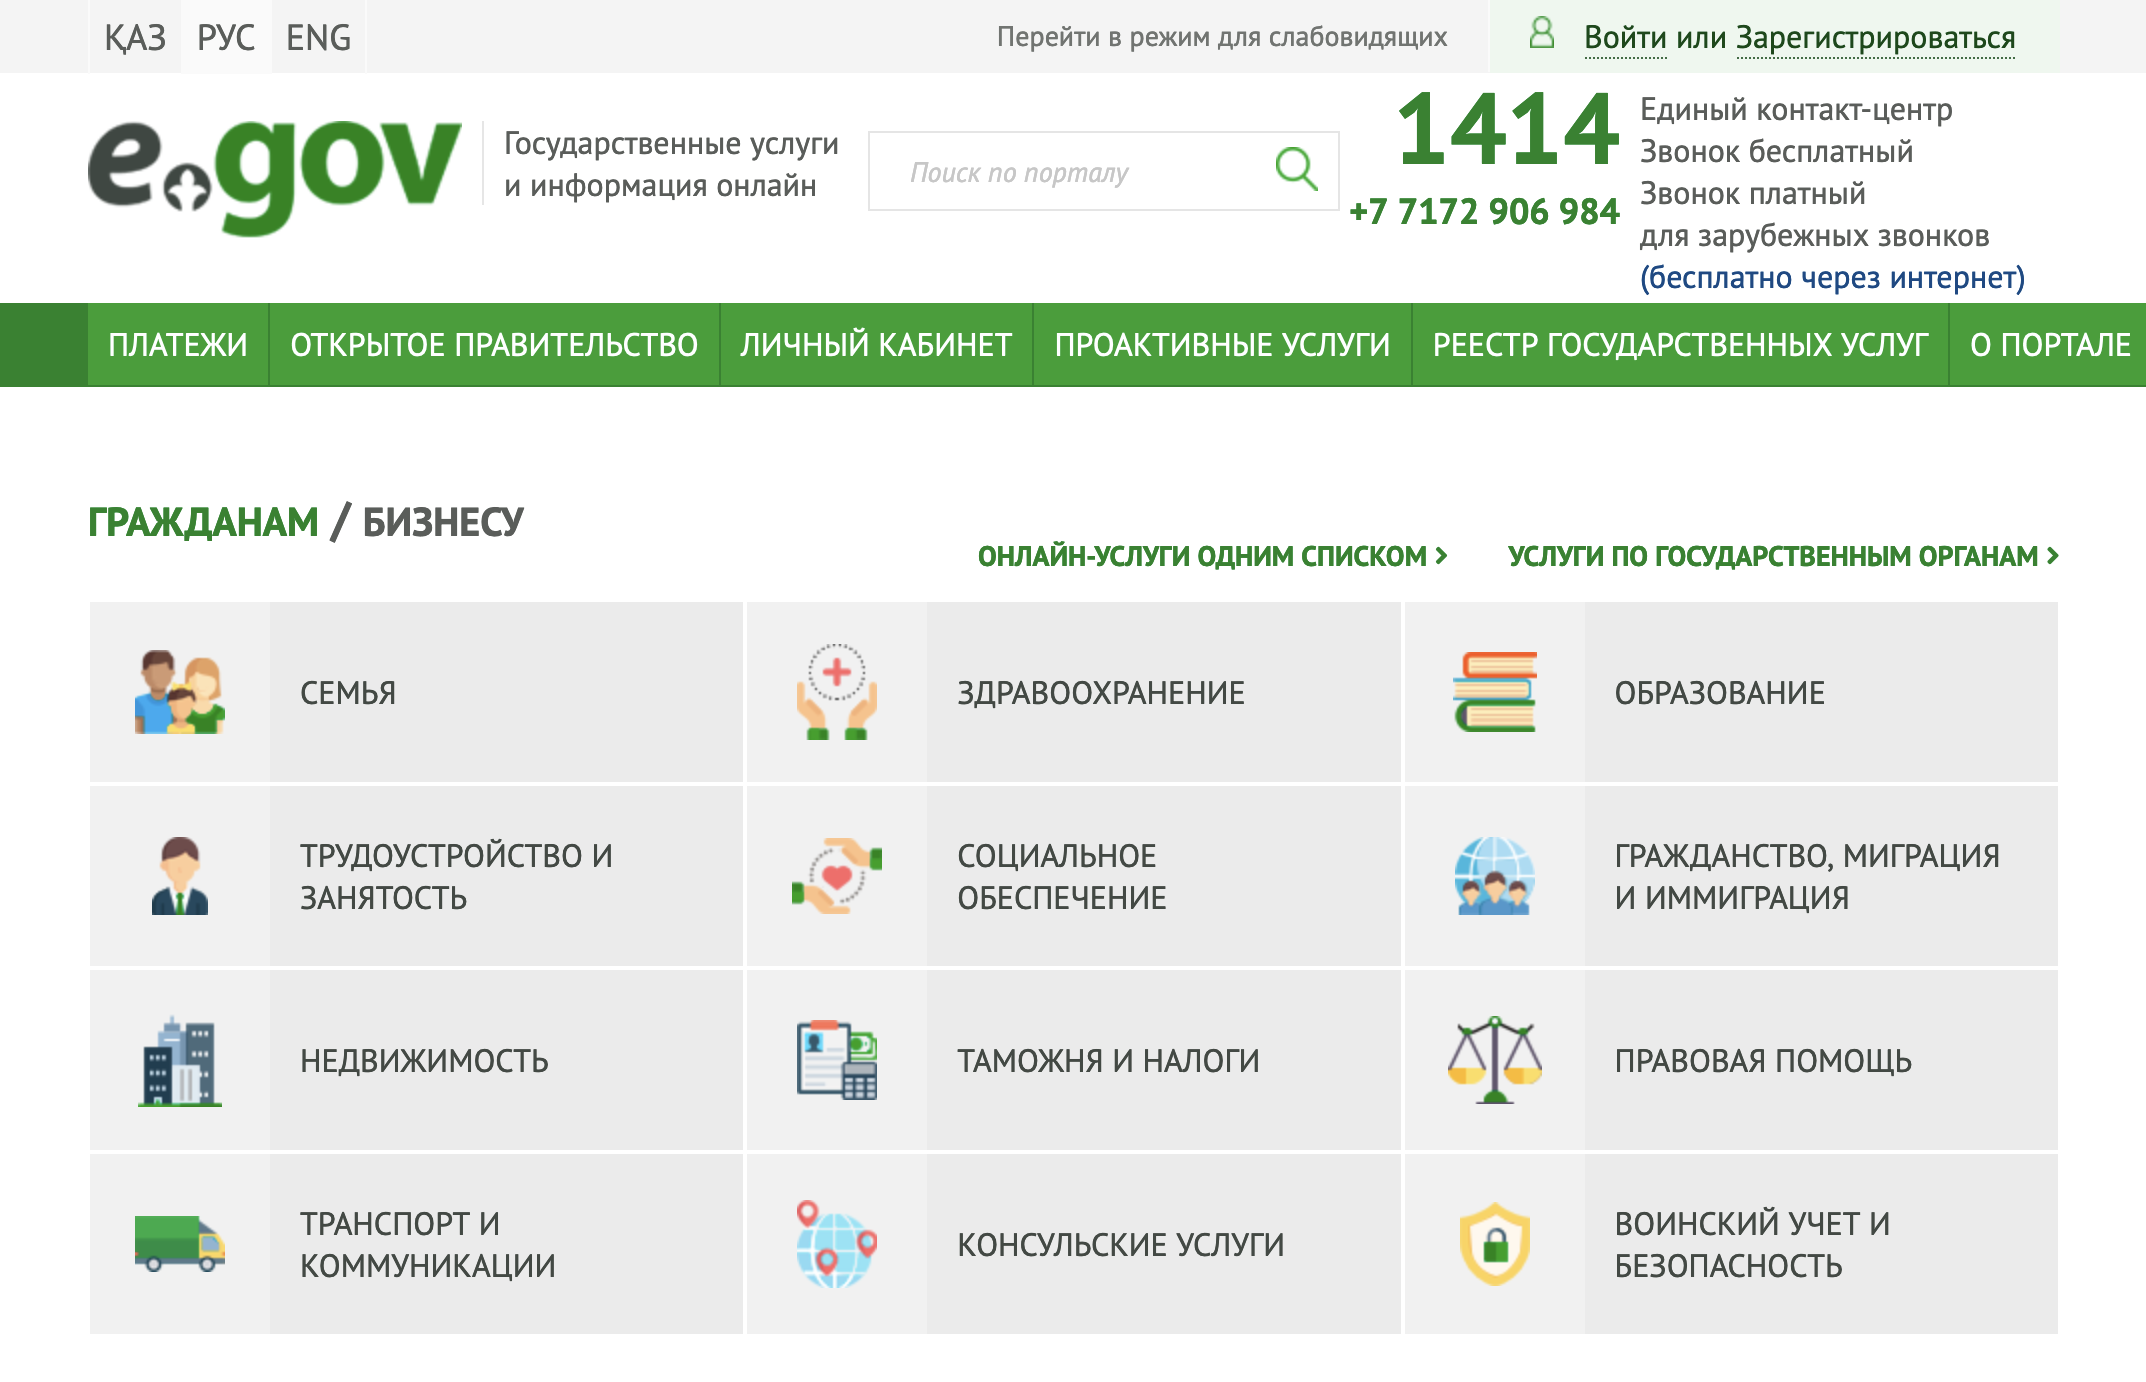 ҚАЗ РУС ENG
Перейти в режим для слабовидящих
Войти или Зарегистрироваться
e.gov
Государственные услуги
и информация онлайн
Поиск по порталу
1414
+7 7172 906 984
Единый контакт-центр
Звонок бесплатный
Звонок платный
для зарубежных звонков
(бесплатно через интернет)
ПЛАТЕЖИ ОТКРЫТОЕ ПРАВИТЕЛЬСТВО ЛИЧНЫЙ КАБИНЕТ ПРОАКТИВНЫЕ УСЛУГИ РЕЕСТР ГОСУДАРСТВЕННЫХ УСЛУГ О ПОРТАЛЕ
ГРАЖДАНАМ / БИЗНЕСУ
ОНЛАЙН-УСЛУГИ ОДНИМ СПИСКОМ
УСЛУГИ ПО ГОСУДАРСТВЕННЫМ ОРГАНАМ
СЕМЬЯ
ЗДРАВООХРАНЕНИЕ
ОБРАЗОВАНИЕ
ТРУДОУСТРОЙСТВО И
ЗАНЯТОСТЬ
СОЦИАЛЬНОЕ
ОБЕСПЕЧЕНИЕ
ГРАЖДАНСТВО, МИГРАЦИЯ
И ИММИГРАЦИЯ
НЕДВИЖИМОСТЬ
ТАМОЖНЯ И НАЛОГИ
ПРАВОВАЯ ПОМОЩЬ
ТРАНСПОРТ И
КОММУНИКАЦИИ
КОНСУЛЬСКИЕ УСЛУГИ
ВОИНСКИЙ УЧЕТ И
БЕЗОПАСНОСТЬ